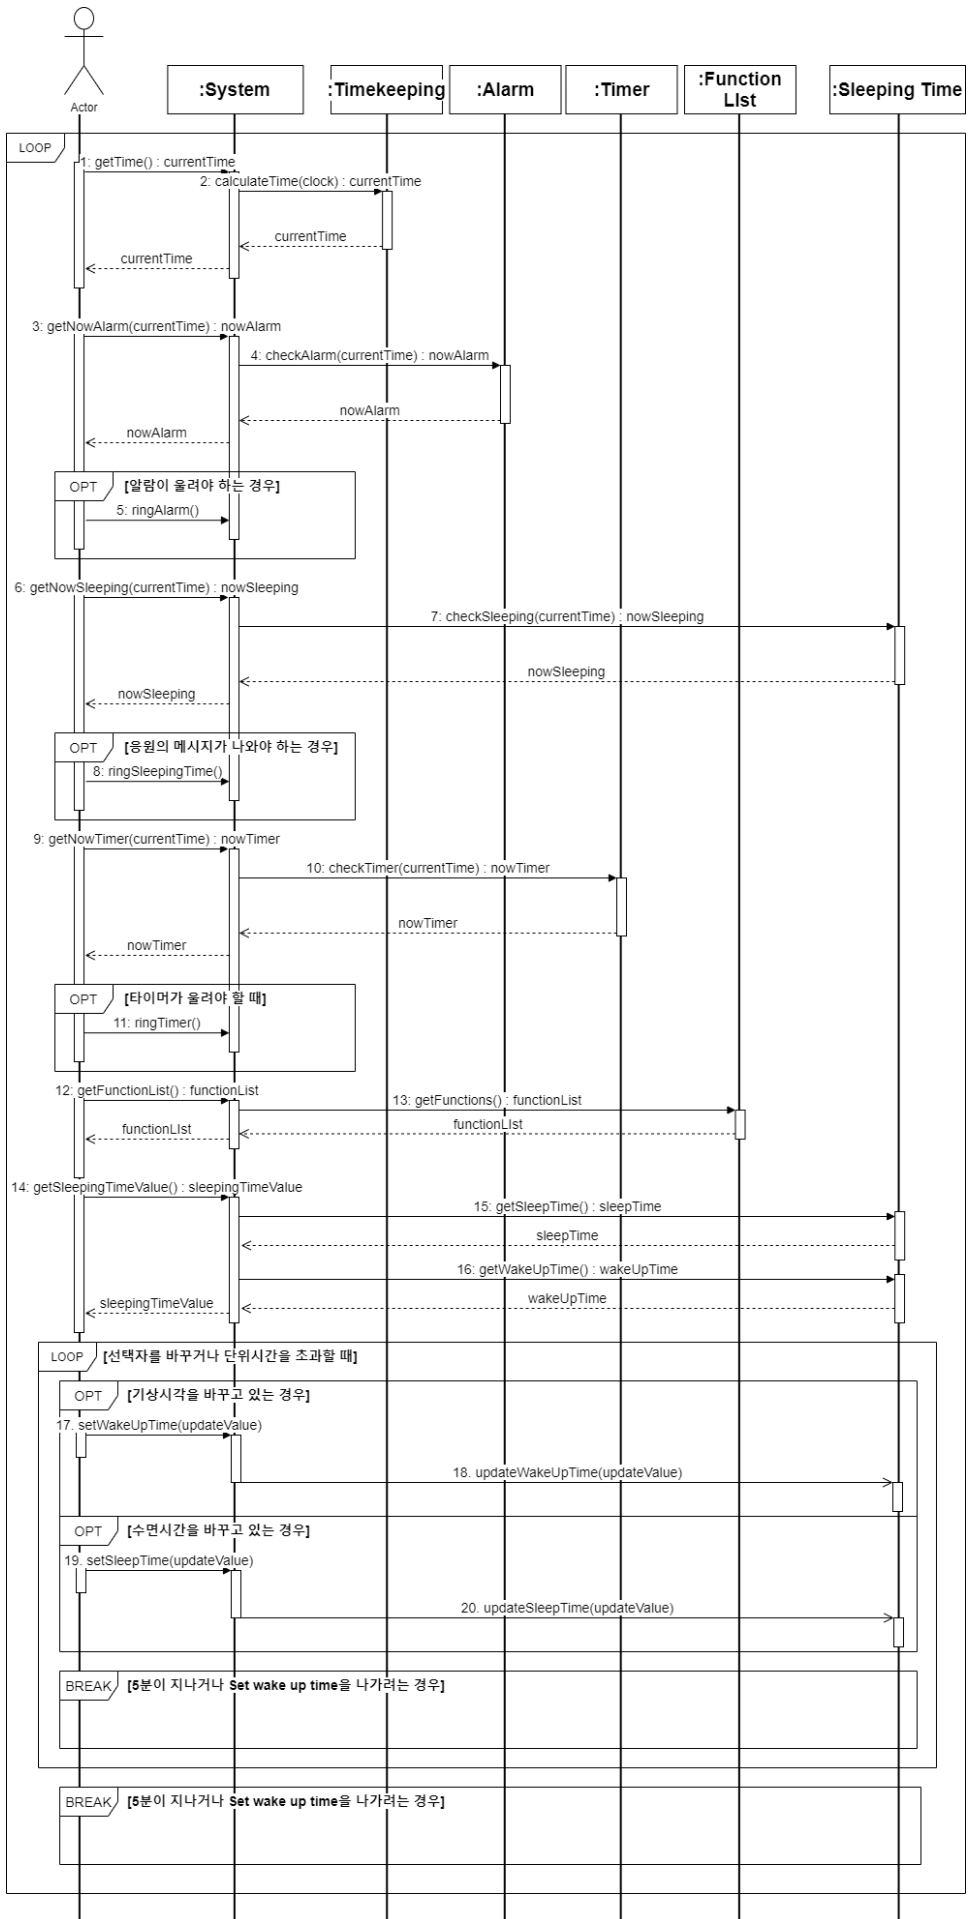 Actor
:System
:Timekeeping
:Alarm
:Timer
:Function
LIst
:Sleeping Time
LOOP
1: getTime() : currentTime
2: calculateTime(clock) : currentTime
currentTime
currentTime
3: getNowAlarm(currentTime) : nowAlarm
4: checkAlarm(currentTime) : nowAlarm
nowAlarm
nowAlarm
OPT [알람이 울려야 하는 경우]
5: ringAlarm()
6: getNowSleeping(currentTime) : nowSleeping
7: checkSleeping(currentTime) : nowSleeping
nowSleeping
nowSleeping
OPT [응원의 메시지가 나와야 하는 경우]
8: ringSleepingTime()
9: getNowTimer(currentTime) : nowTimer
10: checkTimer(currentTime) : nowTimer
nowTimer
nowTimer
OPT [타이머가 울려야 할 때]
11: ringTimer()
12: getFunctionList() : functionList
13: getFunctions() : functionList
functionLIst
functionLIst
14: getSleepingTimeValue() : sleepingTimeValue
15: getSleepTime() : sleepTime
sleepTime
16: getWakeUpTime() : wakeUpTime
wakeUpTime
sleepingTimeValue
LOOP [선택자를 바꾸거나 단위시간을 초과할 때]
OPT [기상시각을 바꾸고 있는 경우]
17. setWakeUpTime(updateValue)
18. updateWakeUpTime(updateValue)
OPT [수면시간을 바꾸고 있는 경우]
19. setSleepTime(updateValue)
20. updateSleepTime(updateValue)
BREAK [5분이 지나거나 Set wake up time을 나가려는 경우]
BREAK [5분이 지나거나 Set wake up time을 나가려는 경우]